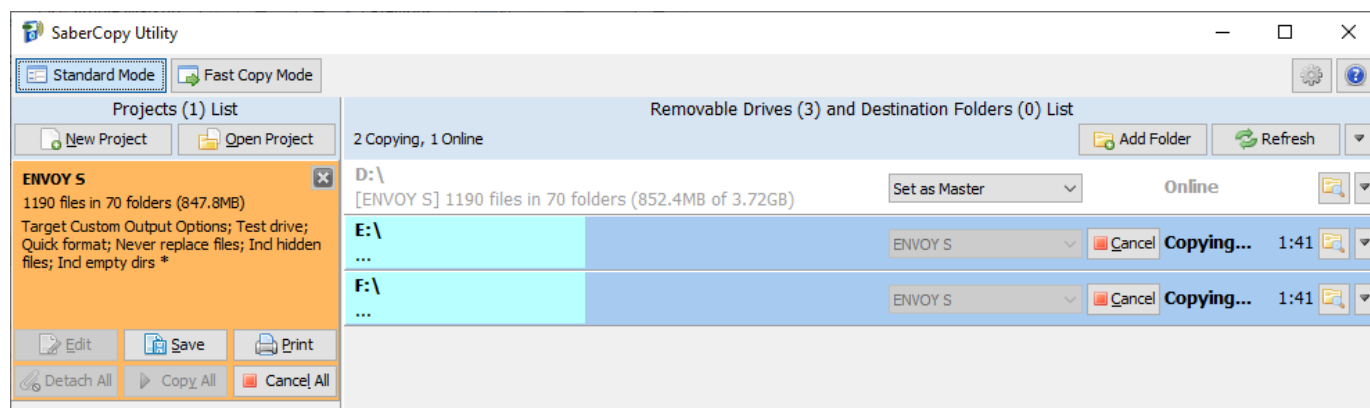 SaberCopy Utility
Standard Mode Fast Copy Mode
Projects (1) List
New Project Open Project
ENVOY S
1190 files in 70 folders (847.8MB)
Target Custom Output Options; Test drive;
Quick format; Never replace files; Incl hidden
files; Incl empty dirs *
Edit Save Print
Detach All Copy All Cancel All
Removable Drives (3) and Destination Folders (0) List
2 Copying, 1 Online Add Folder Refresh
D:\
[ENVOY S] 1190 files in 70 folders (852.4MB of 3.72GB) Set as Master Online
E:\
... ENVOY S Cancel Copying... 1:41
F:\
... ENVOY S Cancel Copying... 1:41